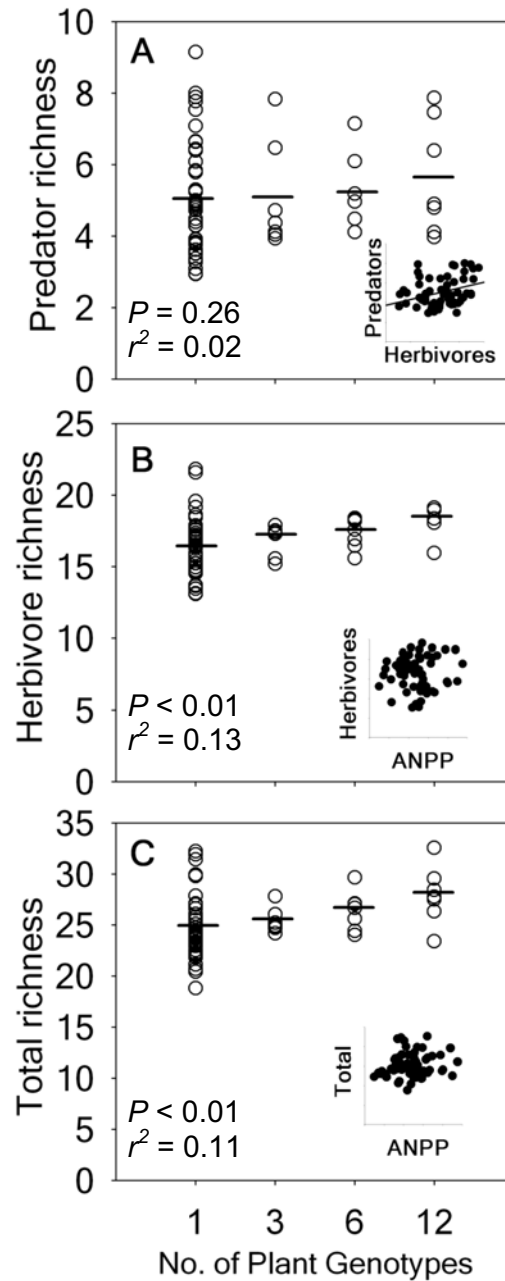 A
Predator richness
10
8
6
4
2
0
P = 0.26
r² = 0.02
Predators
Herbivores
B
Herbivore richness
25
20
15
10
5
0
P < 0.01
r² = 0.13
Herbivores
ANPP
C
Total richness
35
30
25
20
15
10
5
0
P < 0.01
r² = 0.11
Total
ANPP
1 3 6 12
No. of Plant Genotypes